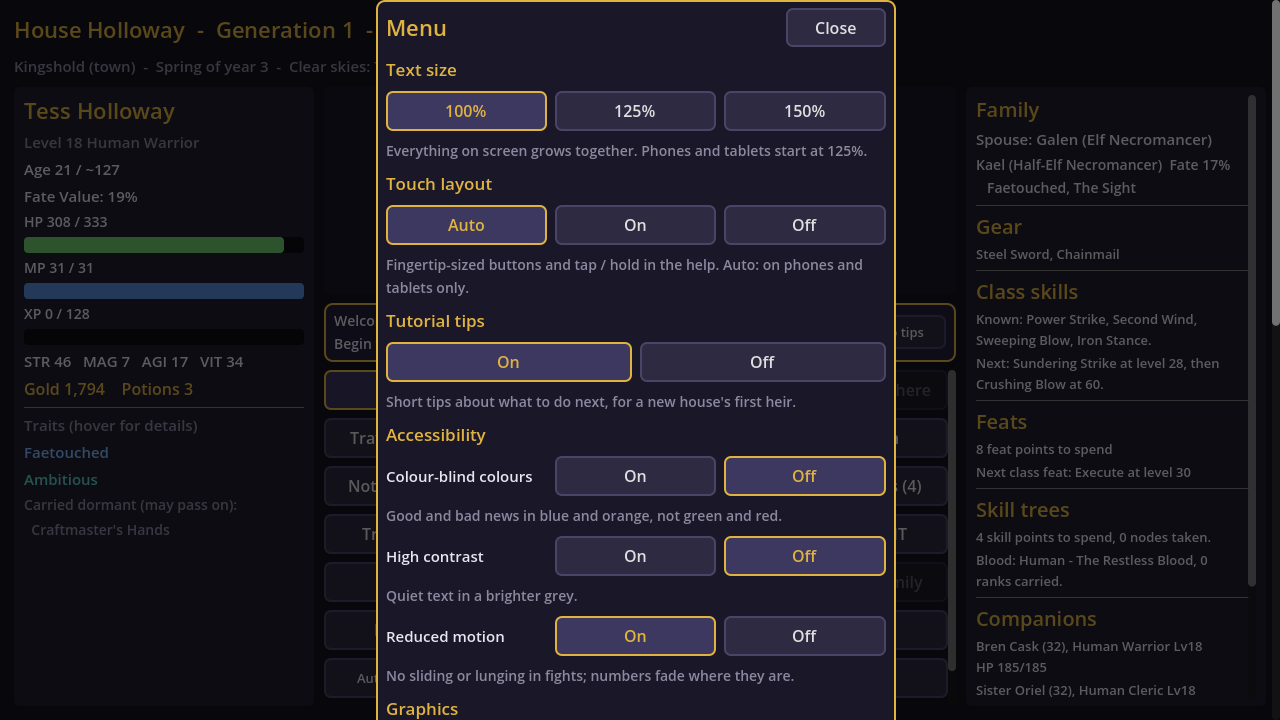 House Holloway - Generation 1 -
Kingshold (town) - Spring of year 3 - Clear skies:
Tess Holloway
Level 18 Human Warrior
Age 21 / ~127
Fate Value: 19%
HP 308 / 333
MP 31 / 31
XP 0 / 128
STR 46 MAG 7 AGI 17 VIT 34
Gold 1,794 Potions 3
Traits (hover for details)
Faetouched
Ambitious
Carried dormant (may pass on):
Craftmaster's Hands
Menu
Close
Text size
100% 125% 150%
Everything on screen grows together. Phones and tablets start at 125%.
Touch layout
Auto On Off
Fingertip-sized buttons and tap / hold in the help. Auto: on phones and
tablets only.
Tutorial tips
On Off
Short tips about what to do next, for a new house's first heir.
Accessibility
Colour-blind colours On Off
Good and bad news in blue and orange, not green and red.
High contrast On Off
Quiet text in a brighter grey.
Reduced motion On Off
No sliding or lunging in fights; numbers fade where they are.
Graphics
Begin
tips
(4)
Family
Spouse: Galen (Elf Necromancer)
Kael (Half-Elf Necromancer) Fate 17%
Faetouched, The Sight
Gear
Steel Sword, Chainmail
Class skills
Known: Power Strike, Second Wind,
Sweeping Blow, Iron Stance.
Next: Sundering Strike at level 28, then
Crushing Blow at 60.
Feats
8 feat points to spend
Next class feat: Execute at level 30
Skill trees
4 skill points to spend, 0 nodes taken.
Blood: Human - The Restless Blood, 0
ranks carried.
Companions
Bren Cask (32), Human Warrior Lv18
HP 185/185
Sister Oriel (32), Human Cleric Lv18